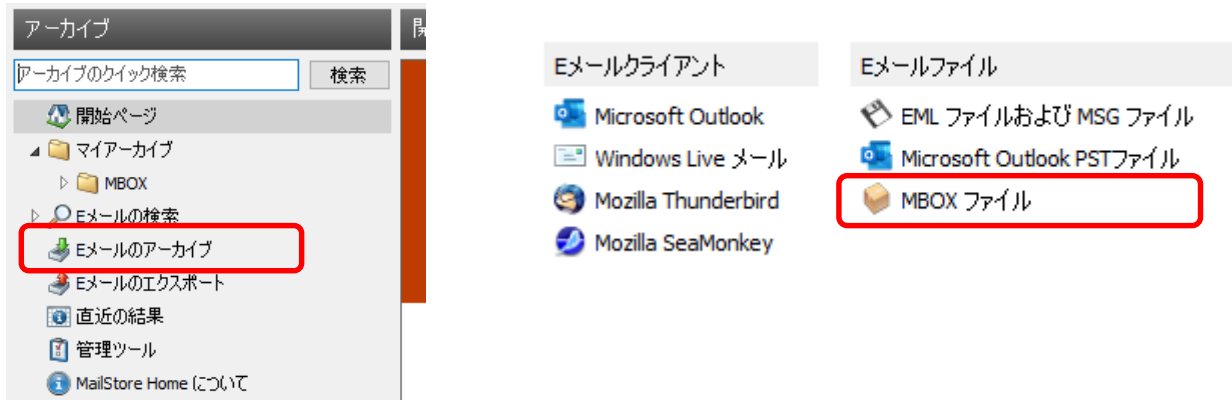 アーカイブ
アーカイブのクイック検索
検索
開始ページ
マイアーカイブ
MBOX
Eメールの検索
Eメールのアーカイブ
Eメールのエクスポート
直近の結果
管理ツール
MailStore Home について
Eメールクライアント
Microsoft Outlook
Windows Live メール
Mozilla Thunderbird
Mozilla SeaMonkey
Eメールファイル
EML ファイルおよび MSG ファイル
Microsoft Outlook PSTファイル
MBOX ファイル